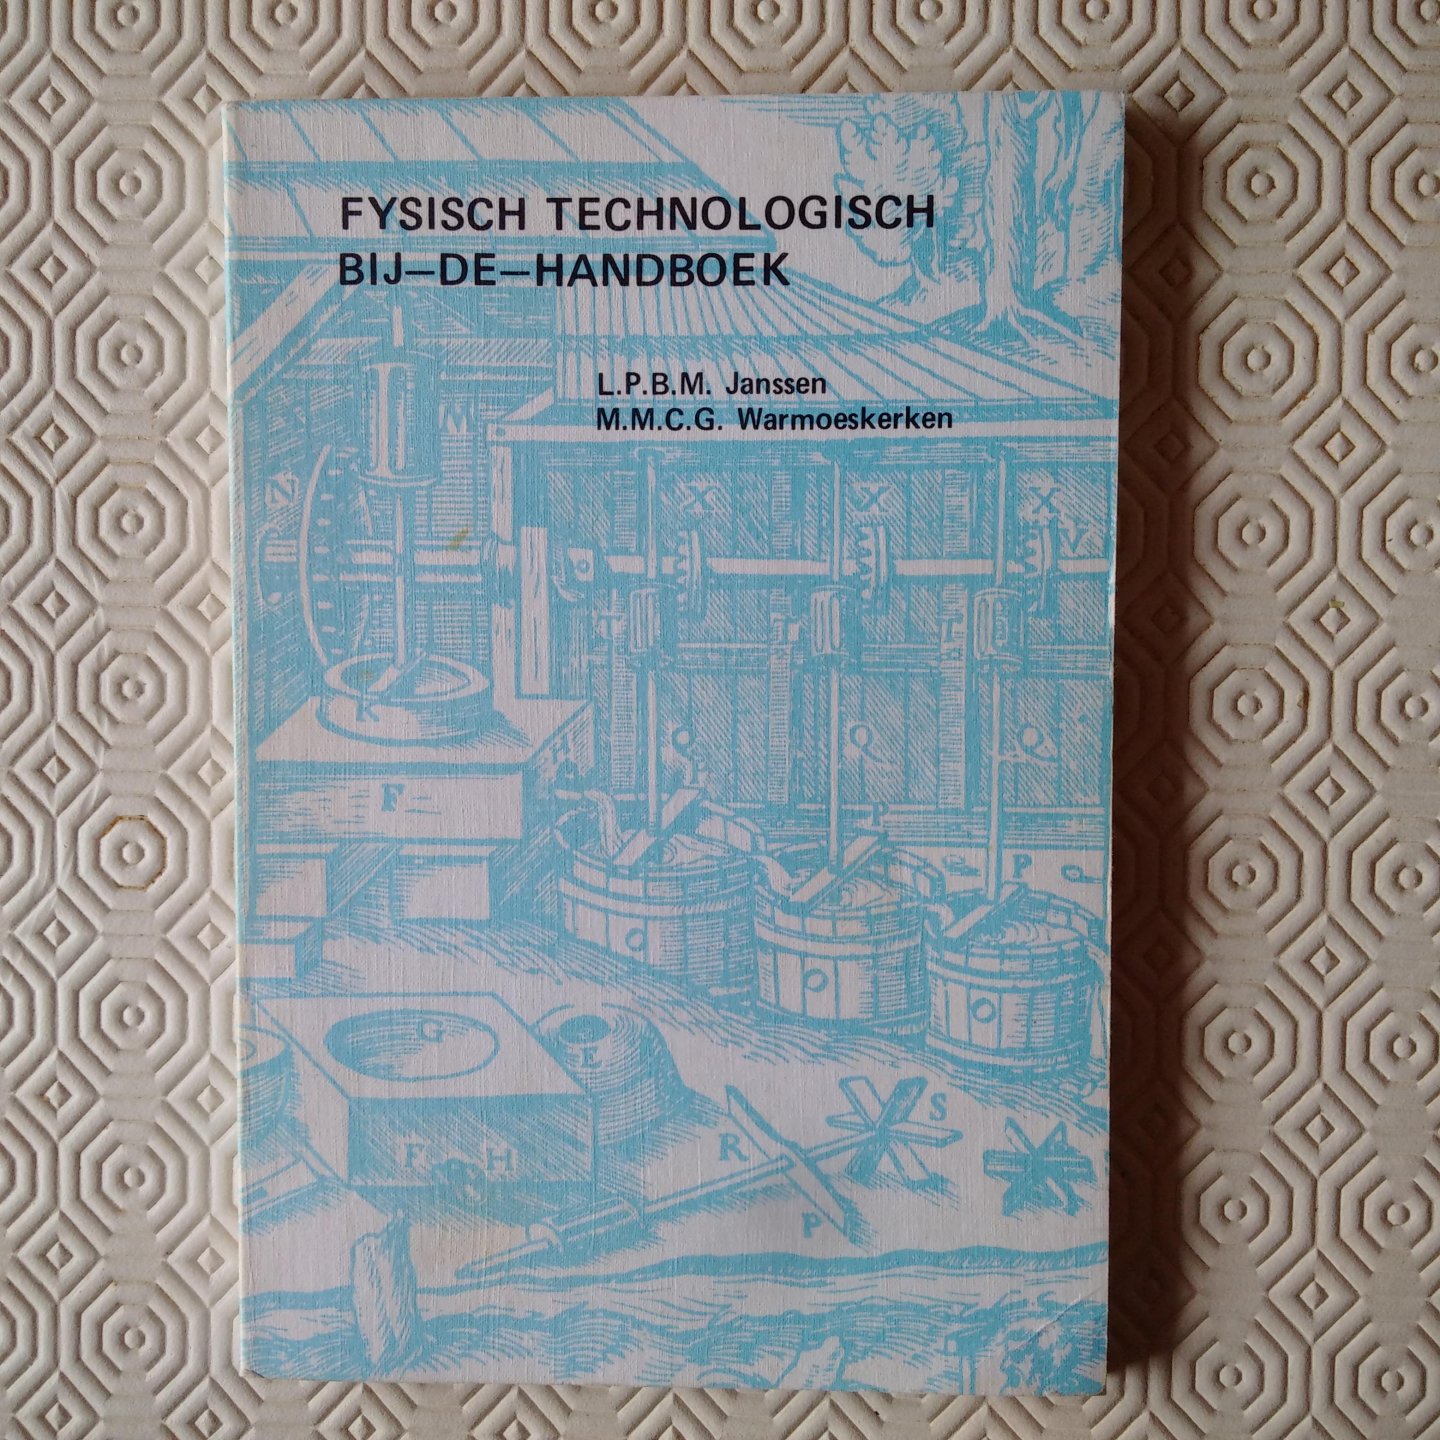 FYSISCH TECHNOLOGISCH
BIJ—DE—HANDBOEK
L.P.B.M. Janssen
M.M.C.G. Warmoeskerken
N
M
X
X
X
T
T
K
Q
Q
Q
H
F
P
P
O
O
O
G
E
S
R
F
H
P